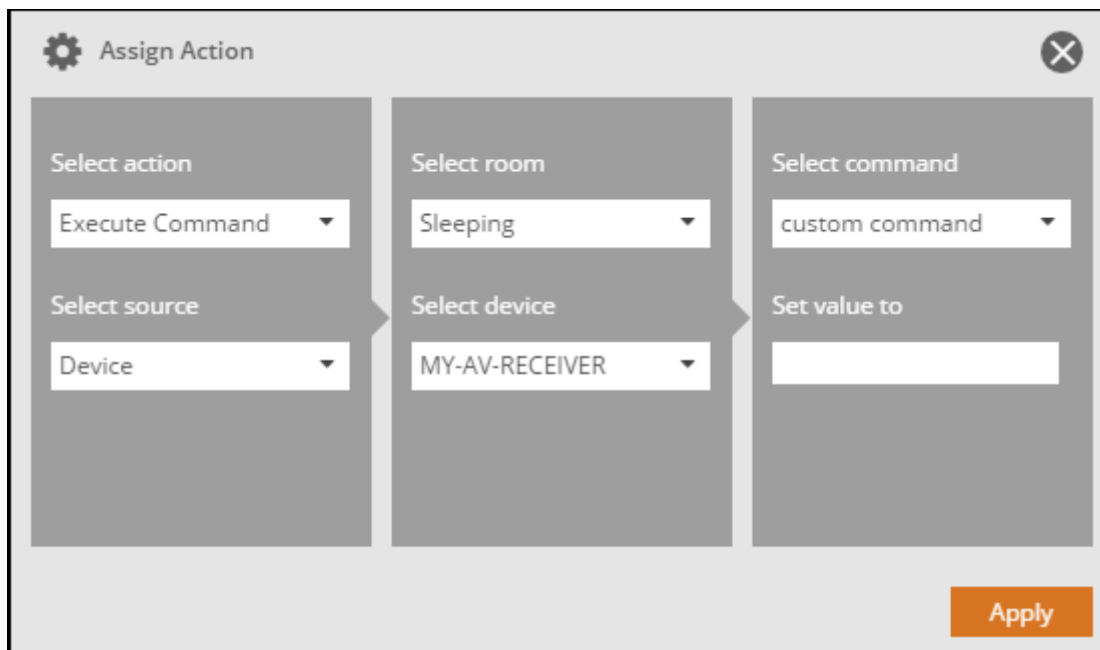 Assign Action
Select action
Execute Command
Select source
Device
Select room
Sleeping
Select device
MY-AV-RECEIVER
Select command
custom command
Set value to
Apply